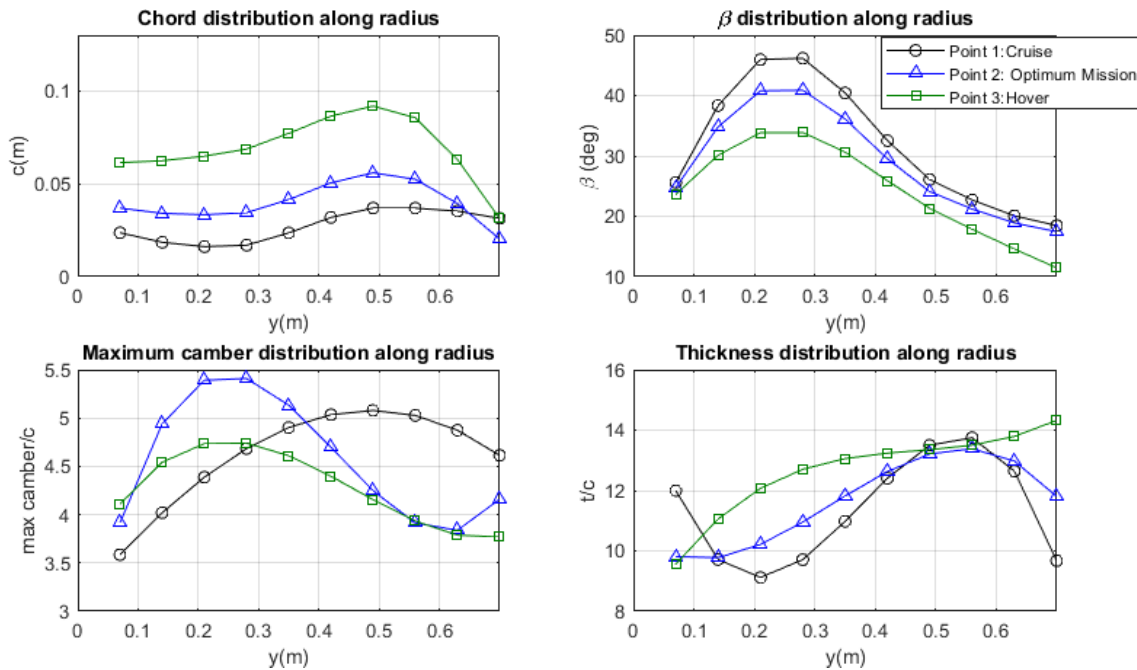 Chord distribution along radius
c(m)
0.1
0.05
0
0 0.1 0.2 0.3 0.4 0.5 0.6
y(m)
β distribution along radius
β (deg)
50
40
30
20
10
0 0.1 0.2 0.3 0.4 0.5 0.6
y(m)
Point 1:Cruise
Point 2: Optimum Mission
Point 3:Hover
Maximum camber distribution along radius
max camber/c
5.5
5
4.5
4
3.5
3
0 0.1 0.2 0.3 0.4 0.5 0.6
y(m)
Thickness distribution along radius
t/c
16
14
12
10
8
0 0.1 0.2 0.3 0.4 0.5 0.6
y(m)